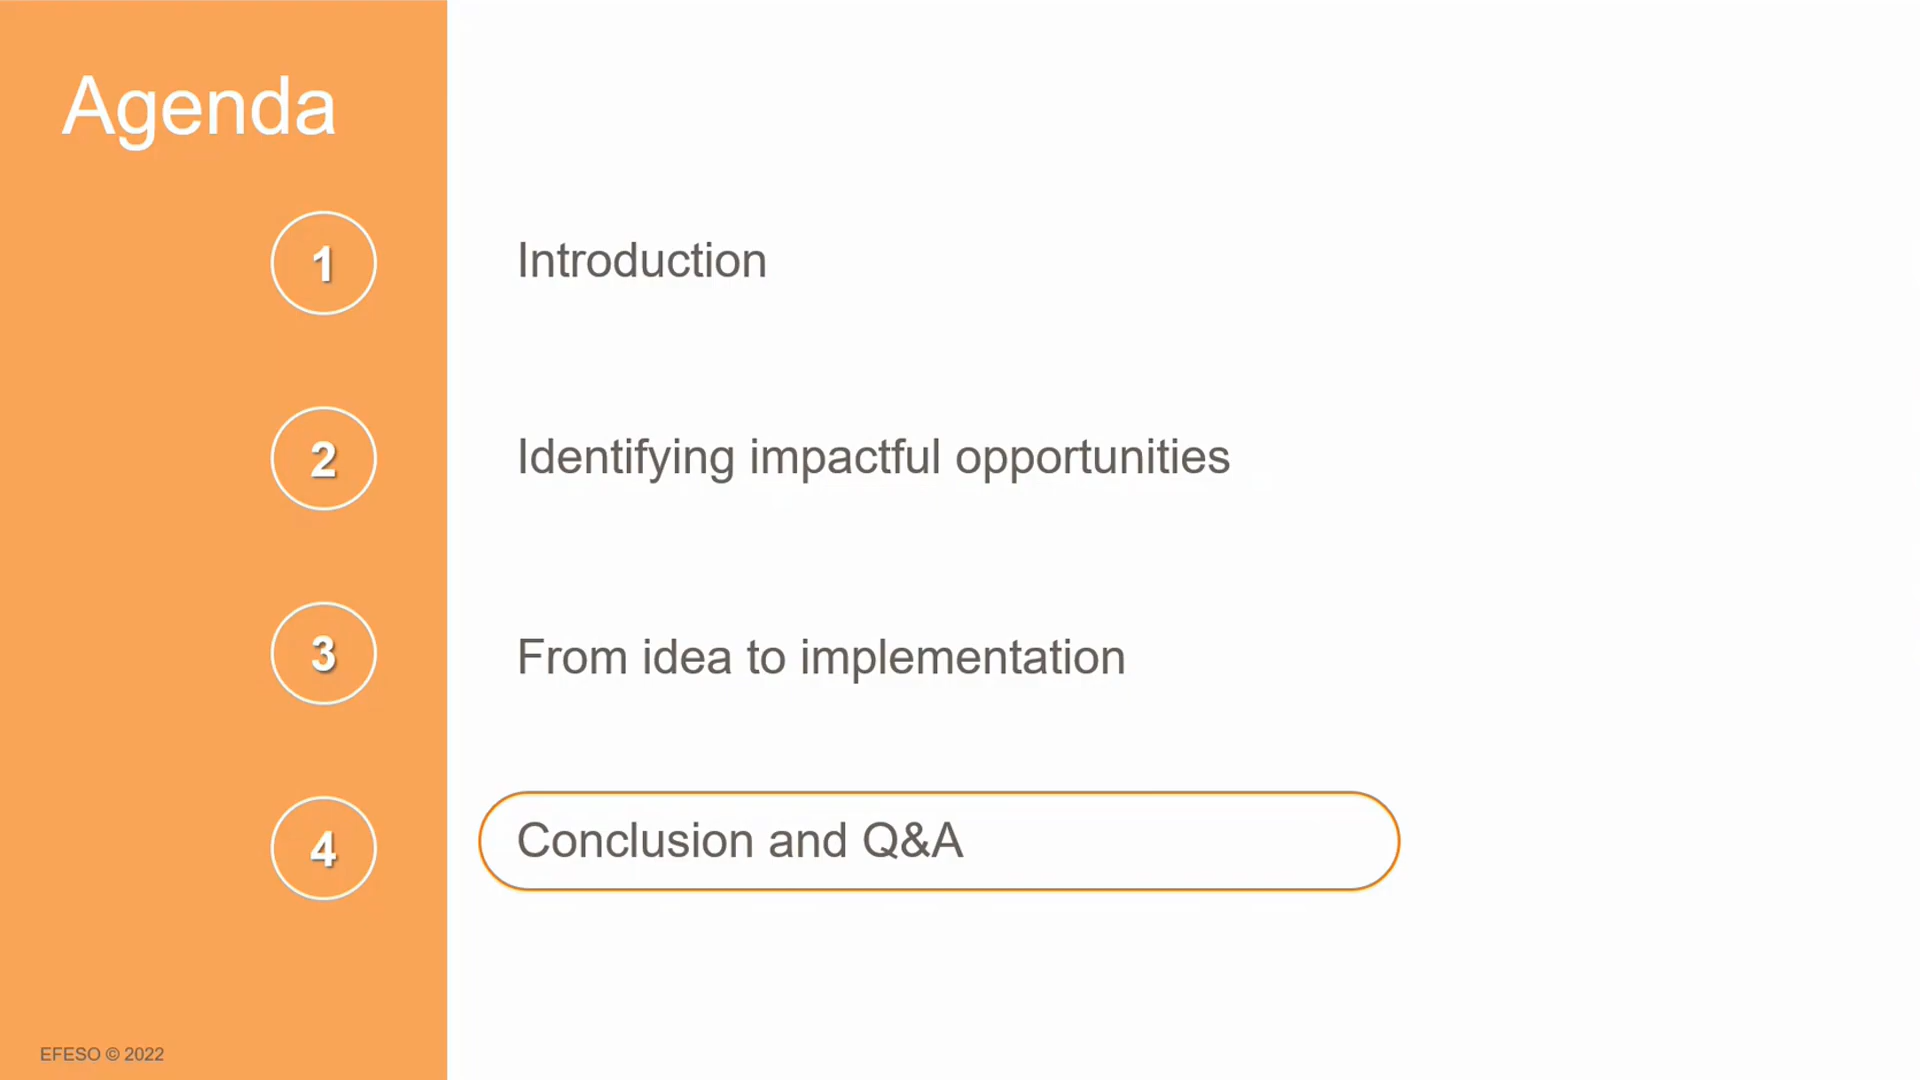 Agenda
1
Introduction
2
Identifying impactful opportunities
3
From idea to implementation
4
Conclusion and Q&A
EFESO © 2022